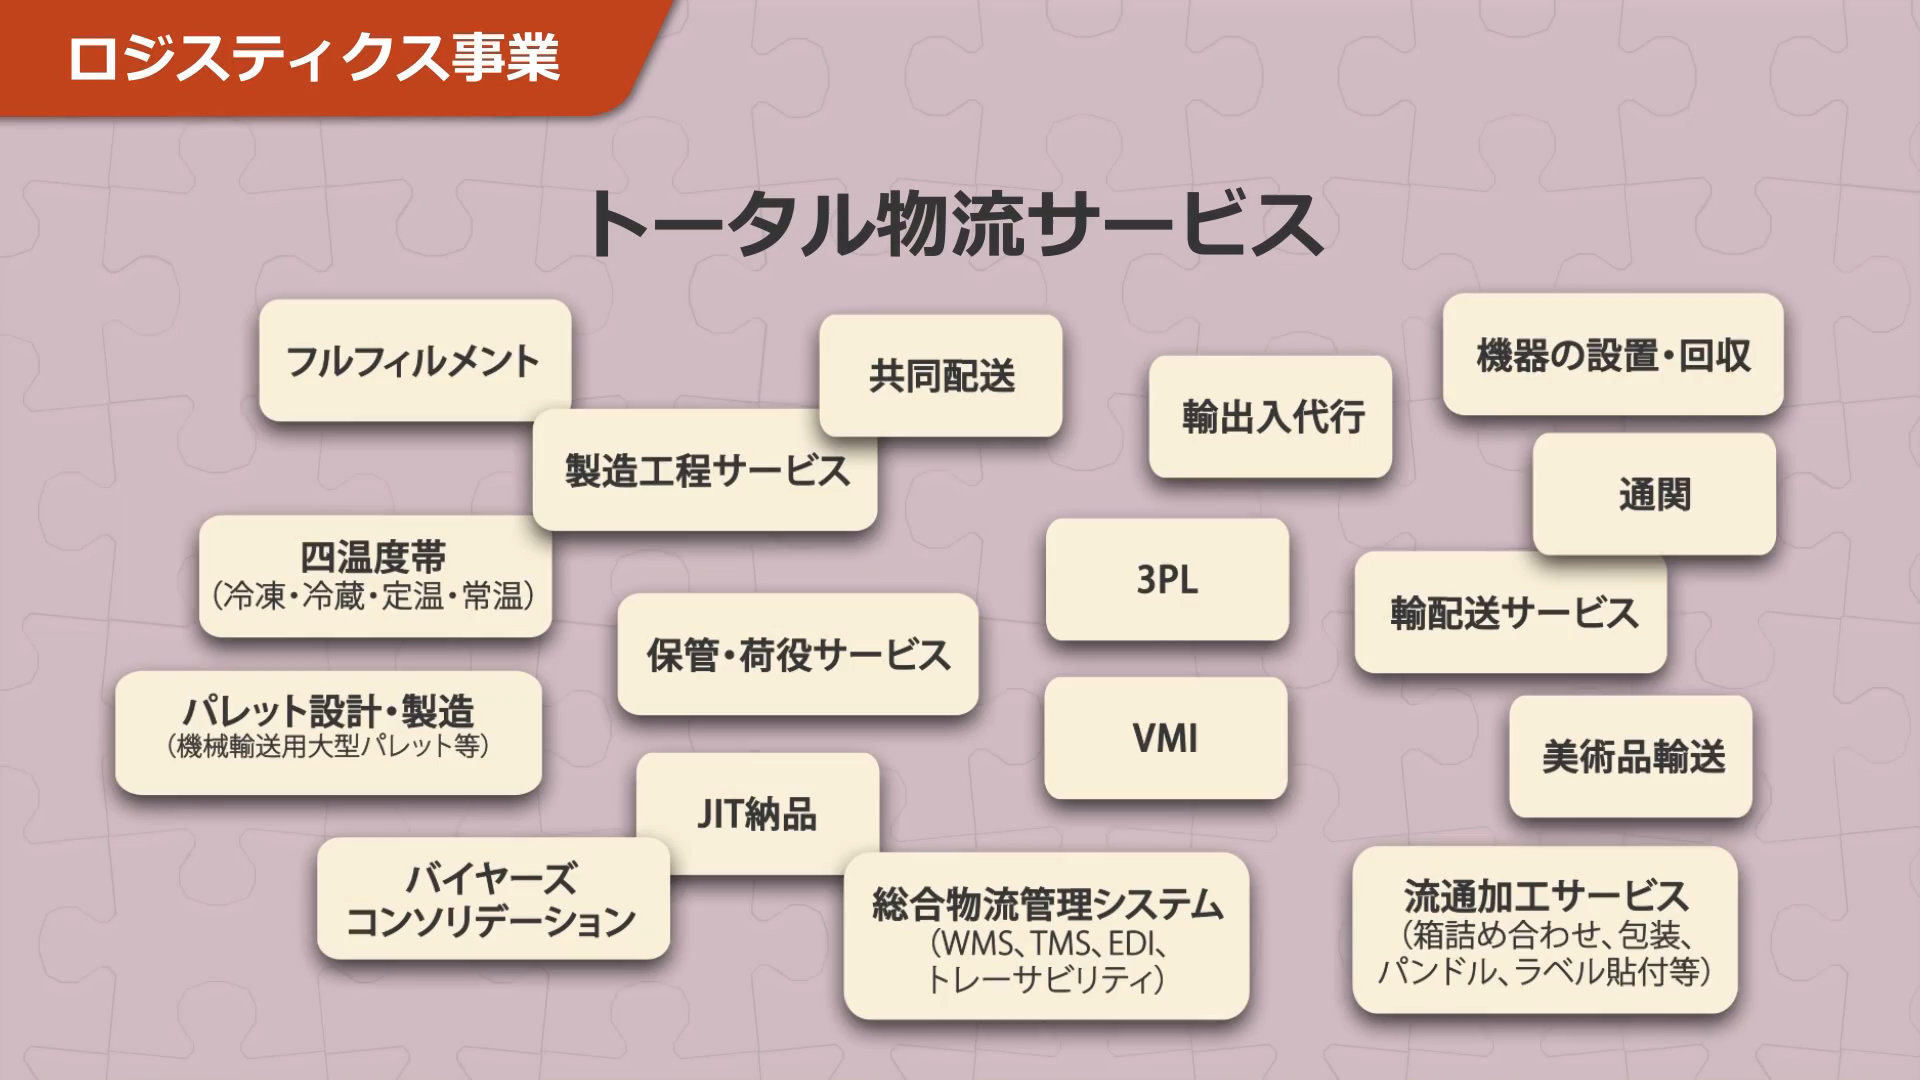 ロジスティクス事業
トータル物流サービス
フルフィルメント
共同配送
輸出入代行
機器の設置・回収
製造工程サービス
通関
四温度帯
（冷凍・冷蔵・定温・常温）
3PL
輸配送サービス
保管・荷役サービス
パレット設計・製造
（機械輸送用大型パレット等）
VMI
美術品輸送
JIT納品
バイヤーズ
コンソリデーション
総合物流管理システム
（WMS、TMS、EDI、
トレーサビリティ）
流通加工サービス
（箱詰め合わせ、包装、
パンドル、ラベル貼付等）